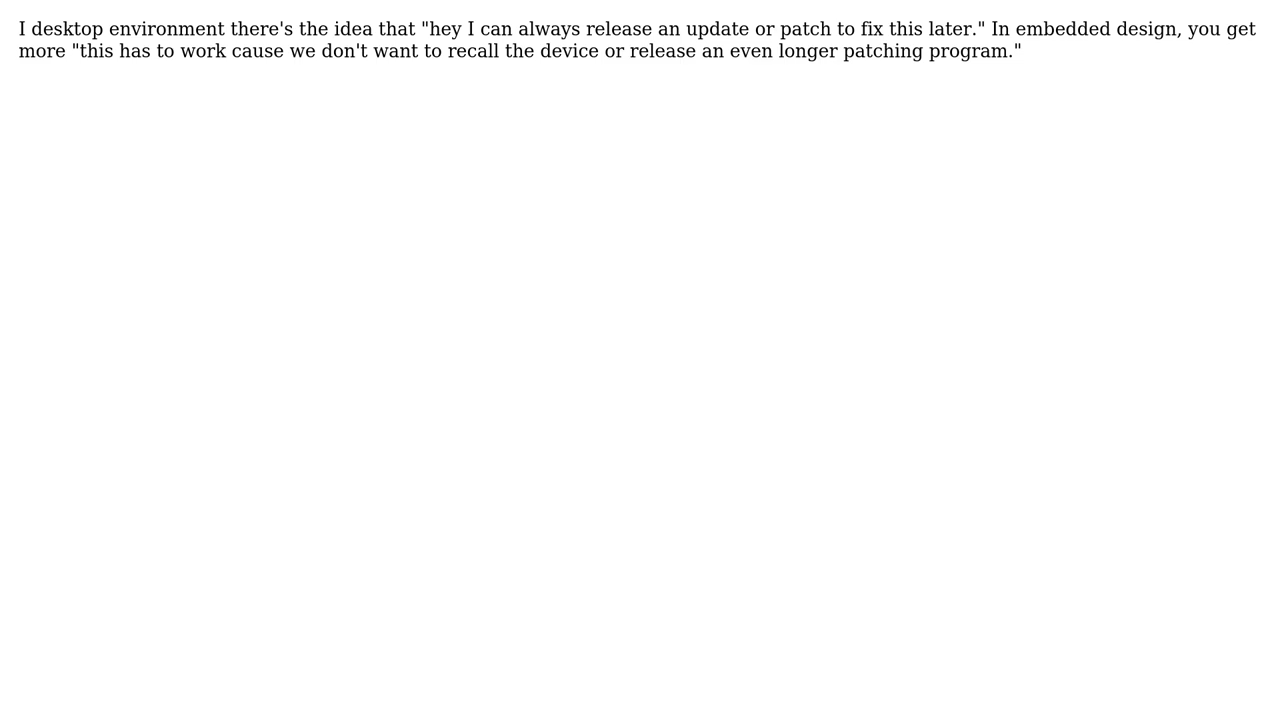 I desktop environment there's the idea that "hey I can always release an update or patch to fix this later." In embedded design, you get
more "this has to work cause we don't want to recall the device or release an even longer patching program."